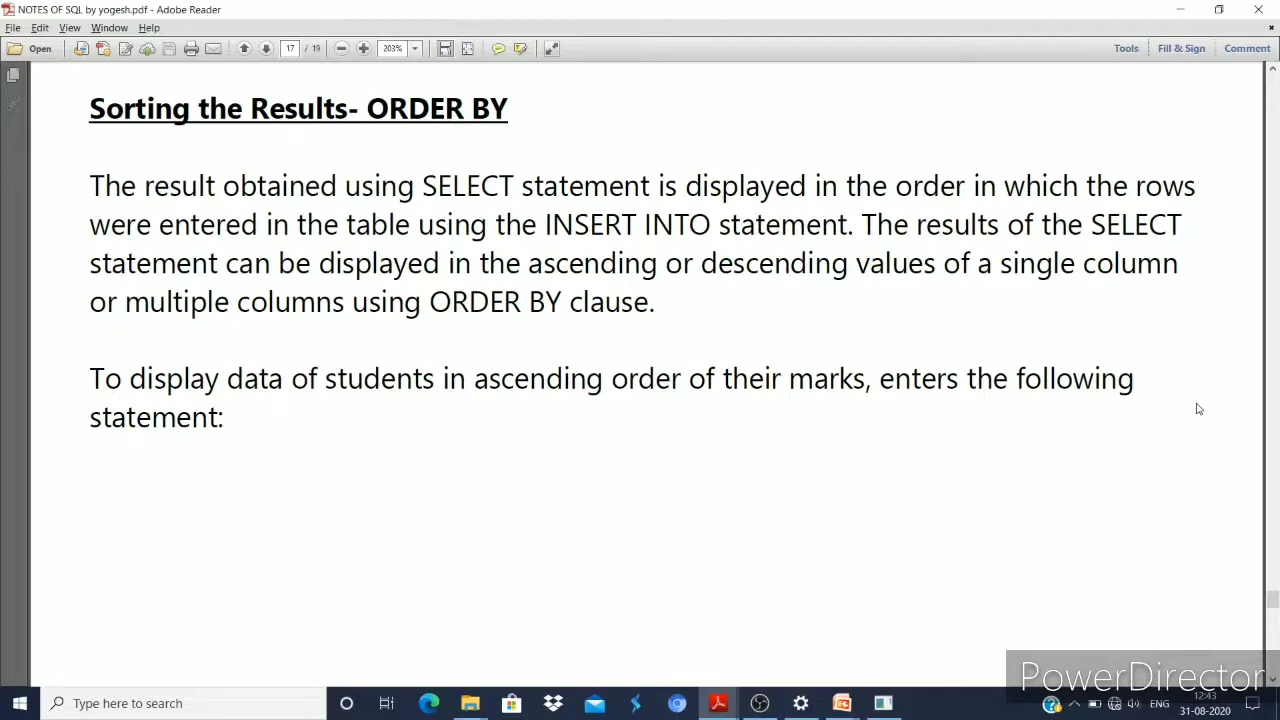 NOTES OF SQL by yogesh.pdf - Adobe Reader
File Edit View Window Help
Open 17 / 19 203% Tools Fill & Sign Comment
Sorting the Results- ORDER BY
The result obtained using SELECT statement is displayed in the order in which the rows
were entered in the table using the INSERT INTO statement. The results of the SELECT
statement can be displayed in the ascending or descending values of a single column
or multiple columns using ORDER BY clause.
To display data of students in ascending order of their marks, enters the following
statement:
PowerDirector
Type here to search ENG 12:43
31-08-2020